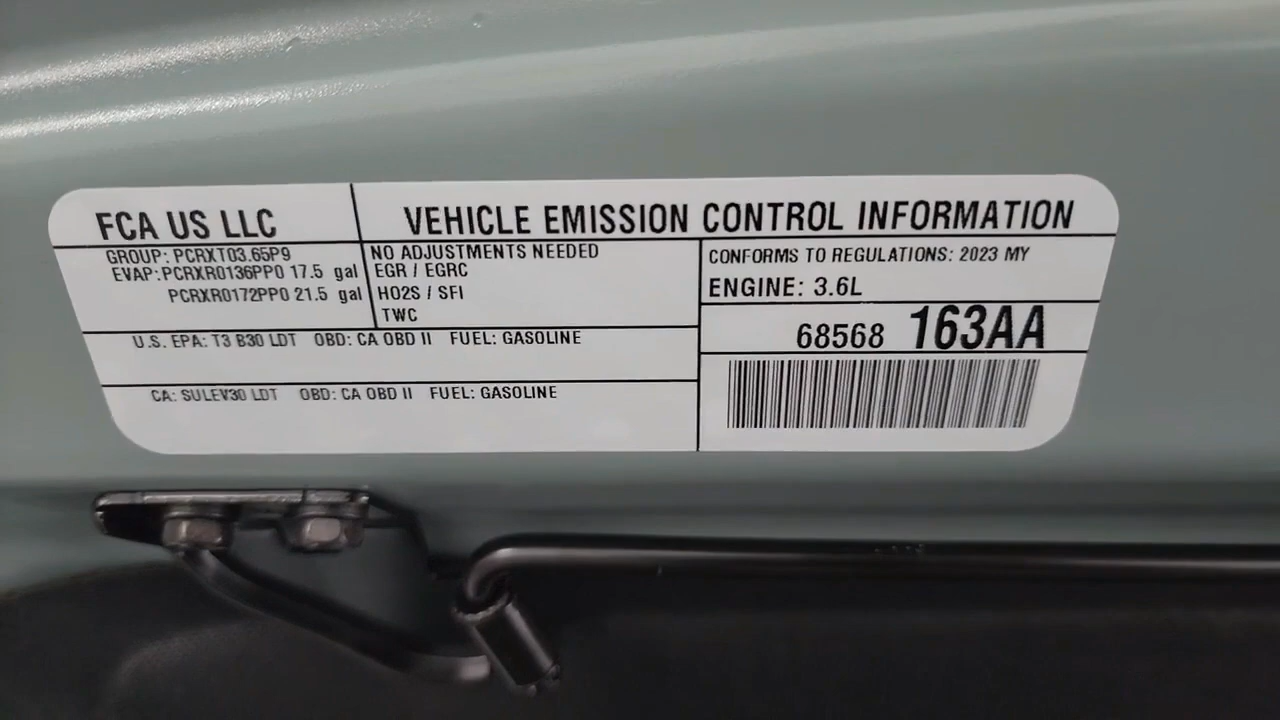 FCA US LLC
VEHICLE EMISSION CONTROL INFORMATION
GROUP: PCRXT03.65P9
EVAP: PCRXR0136PP0 17.5 gal
PCRXR0172PP0 21.5 gal
NO ADJUSTMENTS NEEDED
EGR / EGRC
HO2S / SFI
TWC
CONFORMS TO REGULATIONS: 2023 MY
ENGINE: 3.6L
68568 163AA
U.S. EPA: T3 B30 LDT OBD: CA OBD II FUEL: GASOLINE
CA: SULEV30 LDT OBD: CA OBD II FUEL: GASOLINE